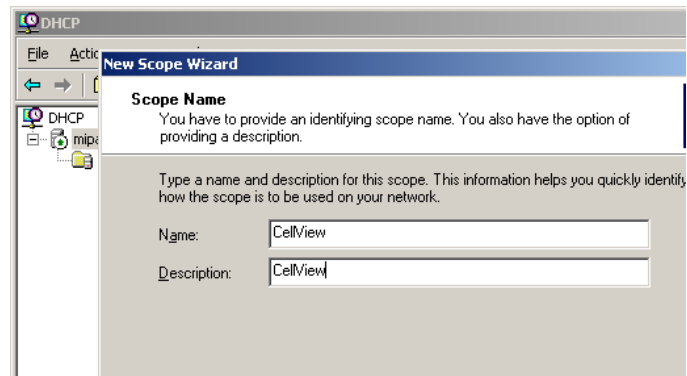 DHCP
File Actio
New Scope Wizard
Scope Name
You have to provide an identifying scope name. You also have the option of
providing a description.
DHCP
mipa
Type a name and description for this scope. This information helps you quickly identify
how the scope is to be used on your network.
Name: CellView
Description: CellView